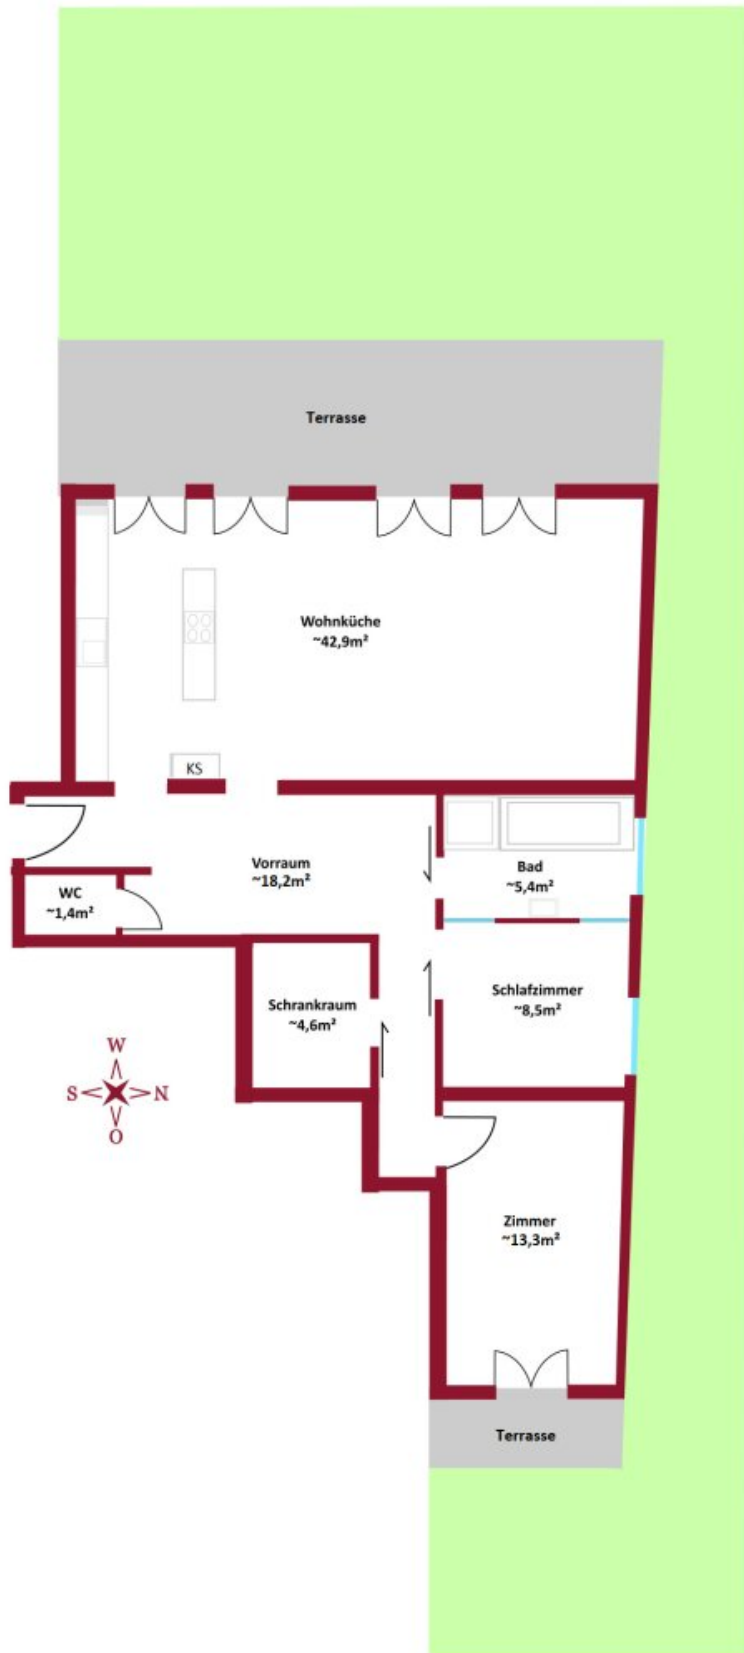 Terrasse
Wohnküche
~42,9m²
KS
Vorraum
~18,2m²
Bad
~5,4m²
WC
~1,4m²
Schrankraum
~4,6m²
Schlafzimmer
~8,5m²
W
S
N
O
Zimmer
~13,3m²
Terrasse